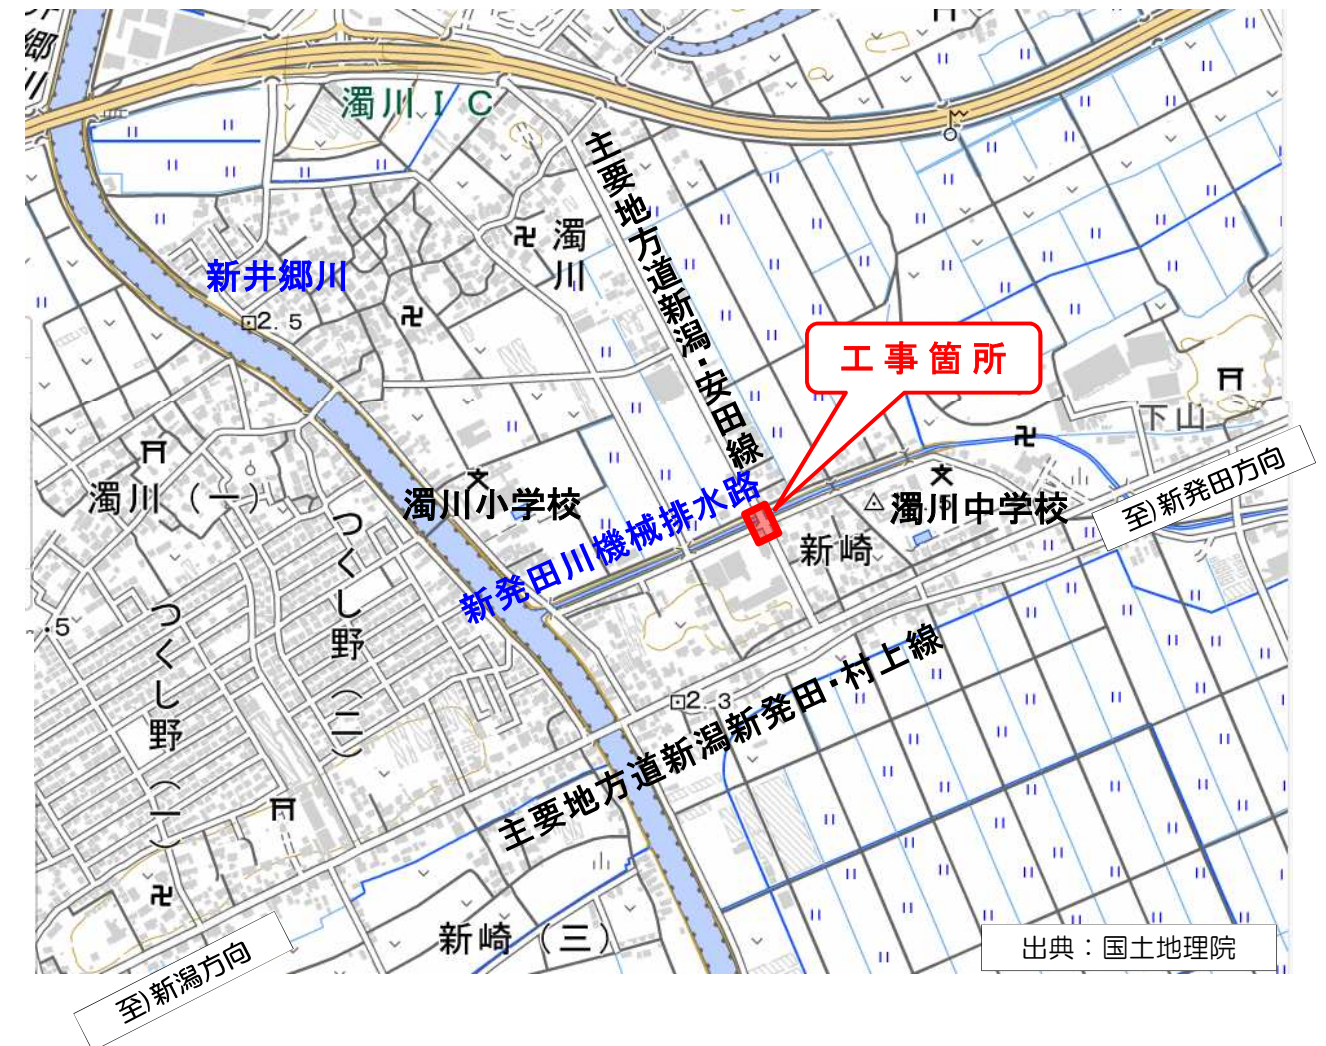 郷川
濁川ＩＣ
主要地方道新潟・安田線
濁川
新井郷川
2.5
工事箇所
下山
至)新発田方向
濁川（一）
濁川小学校
濁川中学校
新発田川機械排水路
新崎
つくし野（二）
つくし野（一）
.5
2.3
主要地方道新潟新発田・村上線
新崎（三）
出典：国土地理院
至)新潟方向